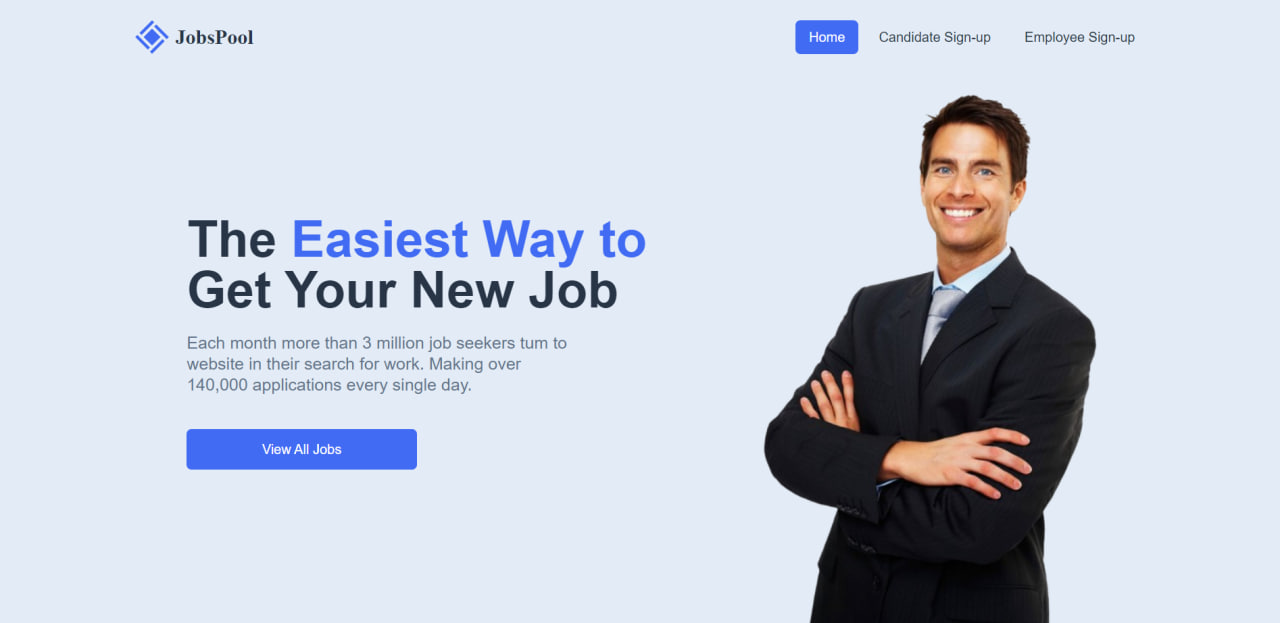 JobsPool
Home
Candidate Sign-up
Employee Sign-up
The Easiest Way to
Get Your New Job
Each month more than 3 million job seekers tum to
website in their search for work. Making over
140,000 applications every single day.
View All Jobs